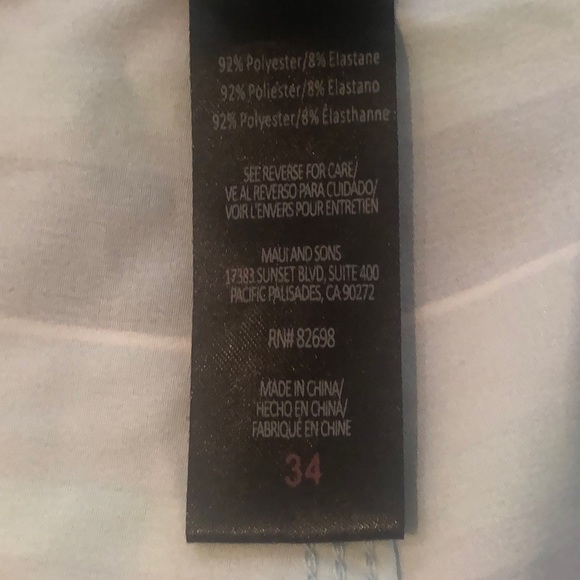 92% Polyester/8% Elastane
92% Poliester/8% Elastano
92% Polyester/8% Élasthanne
SEE REVERSE FOR CARE/
VE AL REVERSO PARA CUIDADO/
VOIR L'ENVERS POUR ENTRETIEN
MAUI AND SONS
17383 SUNSET BLVD, SUITE 400
PACIFIC PALISADES, CA 90272
RN# 82698
MADE IN CHINA/
HECHO EN CHINA/
FABRIQUÉ EN CHINE
34